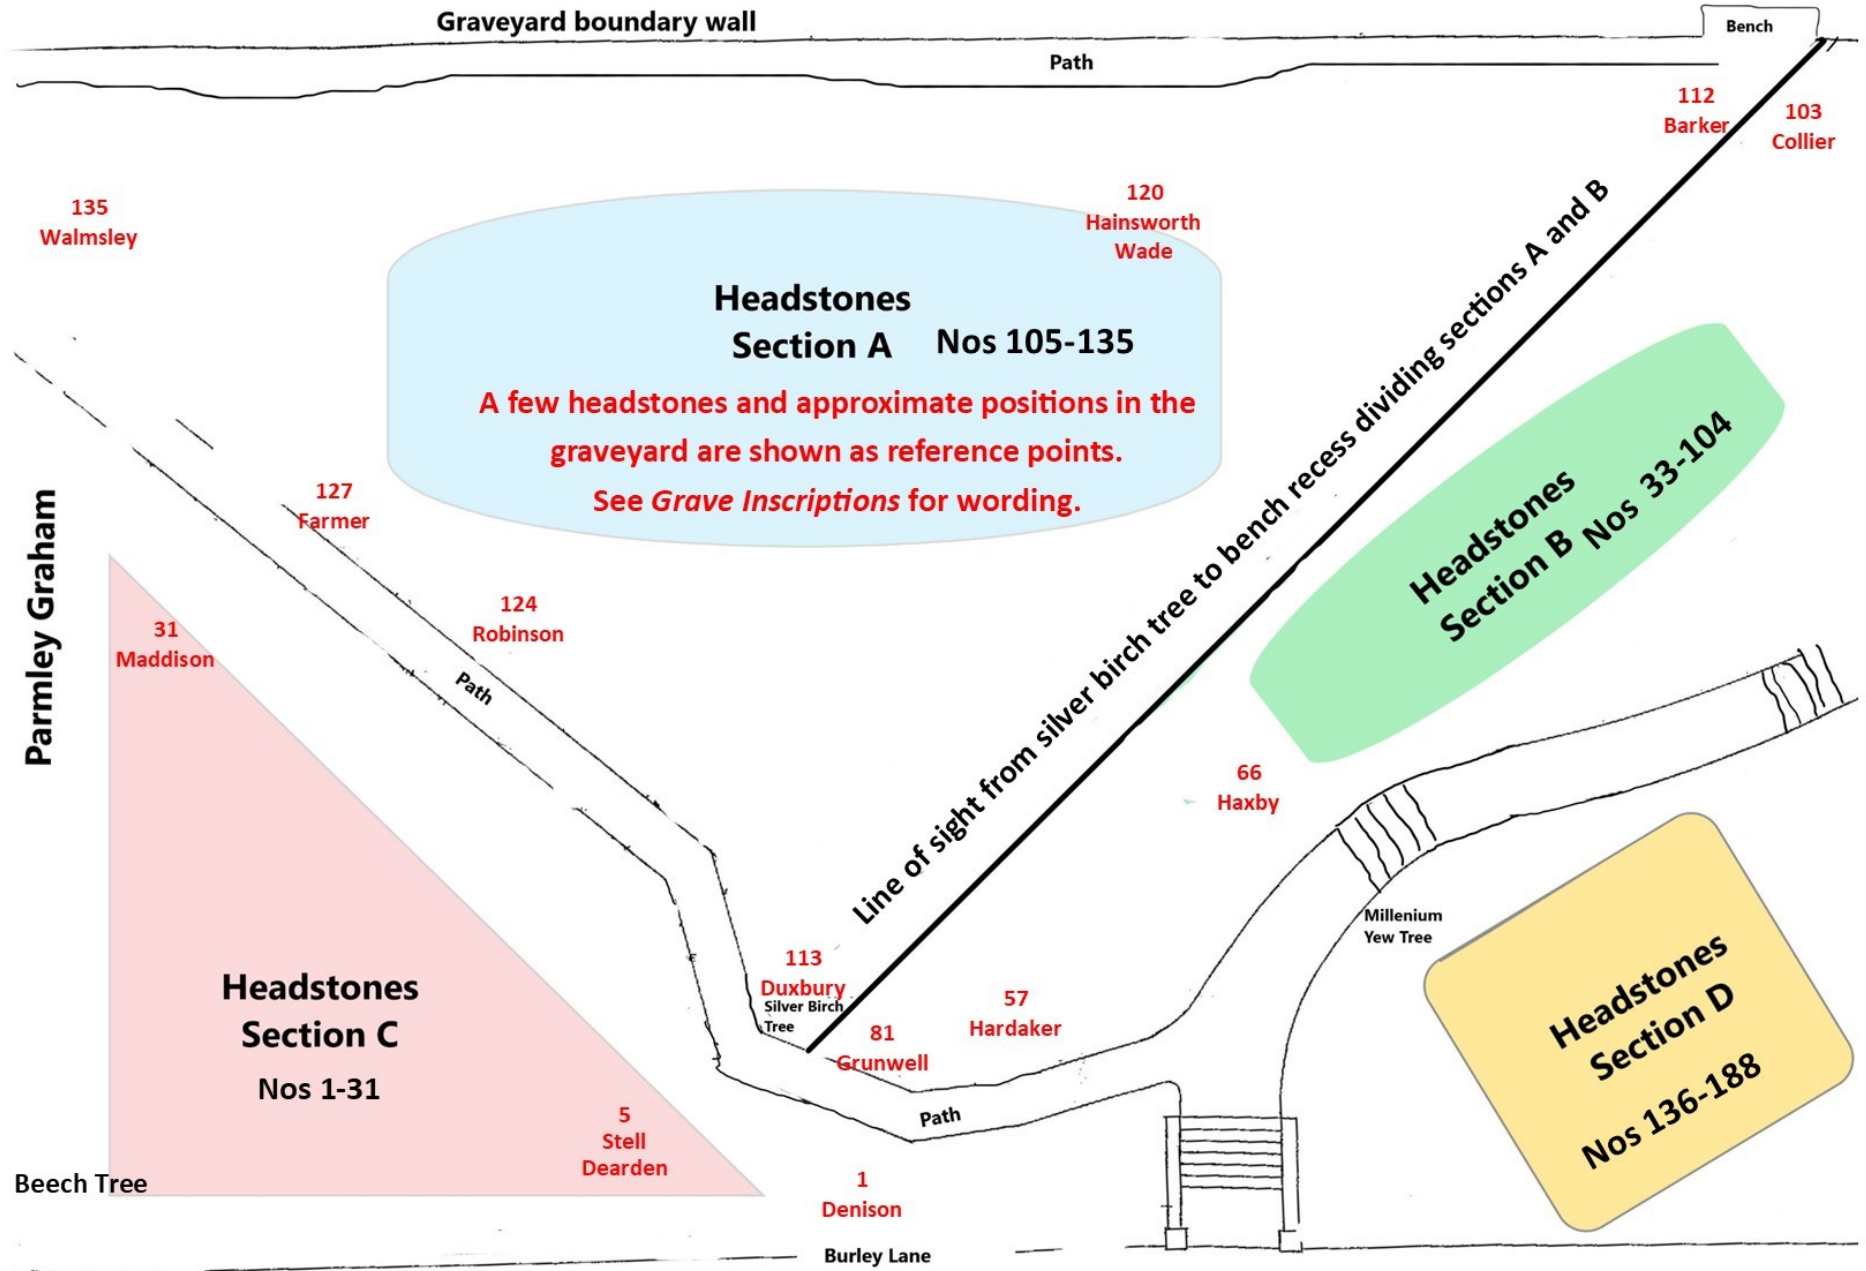 Graveyard boundary wall
Bench
Path
112
Barker
103
Collier
135
Walmsley
120
Hainsworth
Wade
Line of sight from silver birch tree to bench recess dividing sections A and B
Headstones
Section A Nos 105-135
A few headstones and approximate positions in the
graveyard are shown as reference points.
See Grave Inscriptions for wording.
Headstones
Section B Nos 33-104
127
Farmer
Parmley Graham
124
Robinson
31
Maddison
Path
66
Haxby
Millenium
Yew Tree
113
Duxbury
Silver Birch
Tree
81
Grunwell
57
Hardaker
Headstones
Section D
Nos 136-188
Headstones
Section C
Nos 1-31
5
Stell
Dearden
Path
Beech Tree
1
Denison
Burley Lane